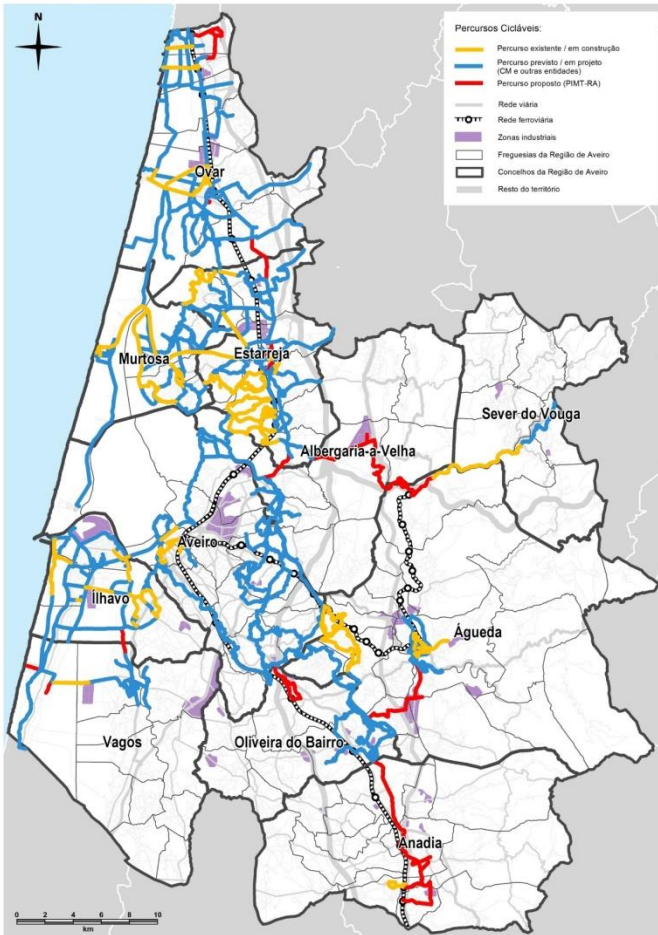 N
Percursos Cicláveis:
Percurso existente / em construção
Percurso previsto / em projeto
(CM e outras entidades)
Percurso proposto (PIMT-RA)
Rede viária
Rede ferroviária
Zonas industriais
Freguesias da Região de Aveiro
Concelhos da Região de Aveiro
Resto do território
Ovar
Murtosa
Estarreja
Sever do Vouga
Albergaria-a-Velha
Aveiro
Ílhavo
Águeda
Vagos
Oliveira do Bairro
Anadia
0 2 4 6 8 10
km